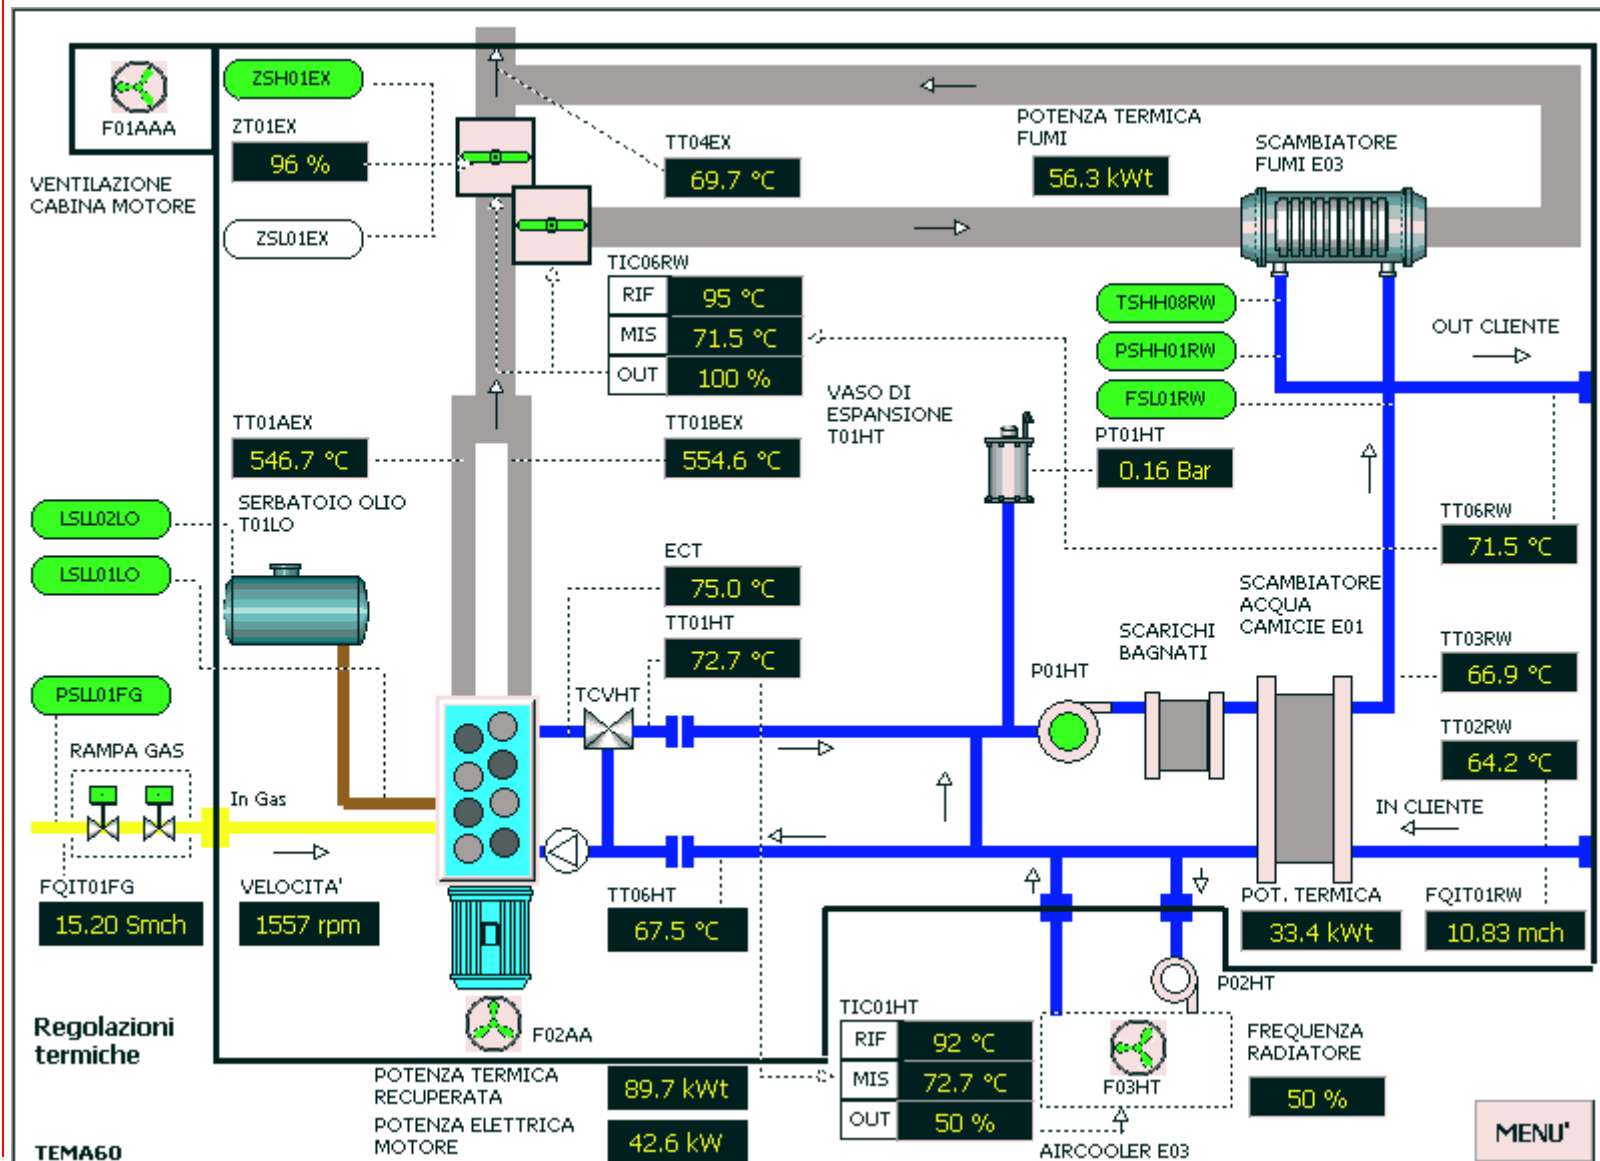 F01AAA
VENTILAZIONE
CABINA MOTORE
ZSH01EX
ZT01EX
96 %
ZSL01EX
TT04EX
69.7 °C
POTENZA TERMICA
FUMI
56.3 kWt
SCAMBIATORE
FUMI E03
TIC06RW
RIF 95 °C
MIS 71.5 °C
OUT 100 %
TSHH08RW
PSHH01RW
FSL01RW
OUT CLIENTE
VASO DI
ESPANSIONE
T01HT
PT01HT
0.16 Bar
TT01AEX
546.7 °C
TT01BEX
554.6 °C
LSLL02LO
LSLL01LO
SERBATOIO OLIO
T01LO
ECT
75.0 °C
TT01HT
72.7 °C
TT06RW
71.5 °C
SCAMBIATORE
ACQUA
CAMICIE E01
SCARICHI
BAGNATI
TT03RW
66.9 °C
P01HT
TCVHT
PSLL01FG
RAMPA GAS
In Gas
TT02RW
64.2 °C
IN CLIENTE
FQIT01FG
15.20 Smch
VELOCITA'
1557 rpm
TT06HT
67.5 °C
POT. TERMICA
33.4 kWt
FQIT01RW
10.83 mch
P02HT
F02AA
Regolazioni
termiche
TIC01HT
RIF 92 °C
MIS 72.7 °C
OUT 50 %
F03HT
AIRCOOLER E03
FREQUENZA
RADIATORE
50 %
POTENZA TERMICA
RECUPERATA
89.7 kWt
POTENZA ELETTRICA
MOTORE
42.6 kW
TEMA60
MENU'